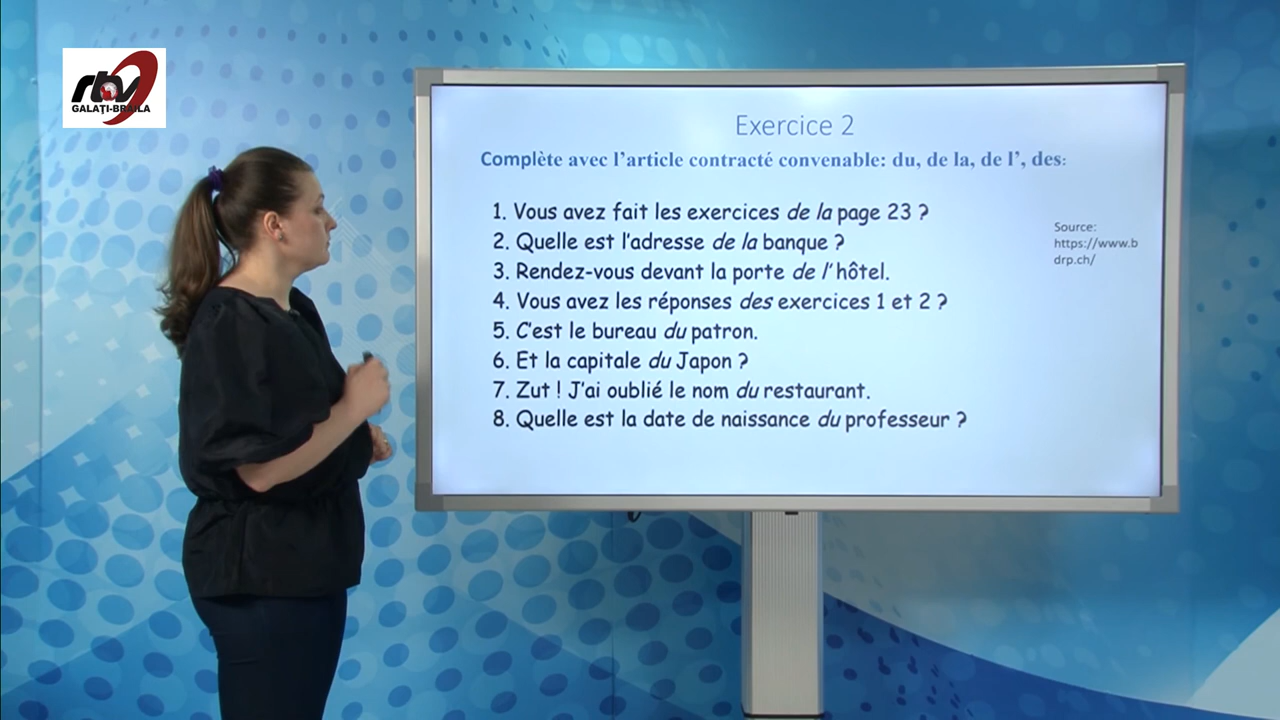 rtv
GALAȚI-BRĂILA
Exercice 2
Complète avec l'article contracté convenable: du, de la, de l', des:
1. Vous avez fait les exercices de la page 23 ?
2. Quelle est l'adresse de la banque ?
3. Rendez-vous devant la porte de l' hôtel.
4. Vous avez les réponses des exercices 1 et 2 ?
5. C'est le bureau du patron.
6. Et la capitale du Japon ?
7. Zut ! J'ai oublié le nom du restaurant.
8. Quelle est la date de naissance du professeur ?
Source:
https://www.b
drp.ch/